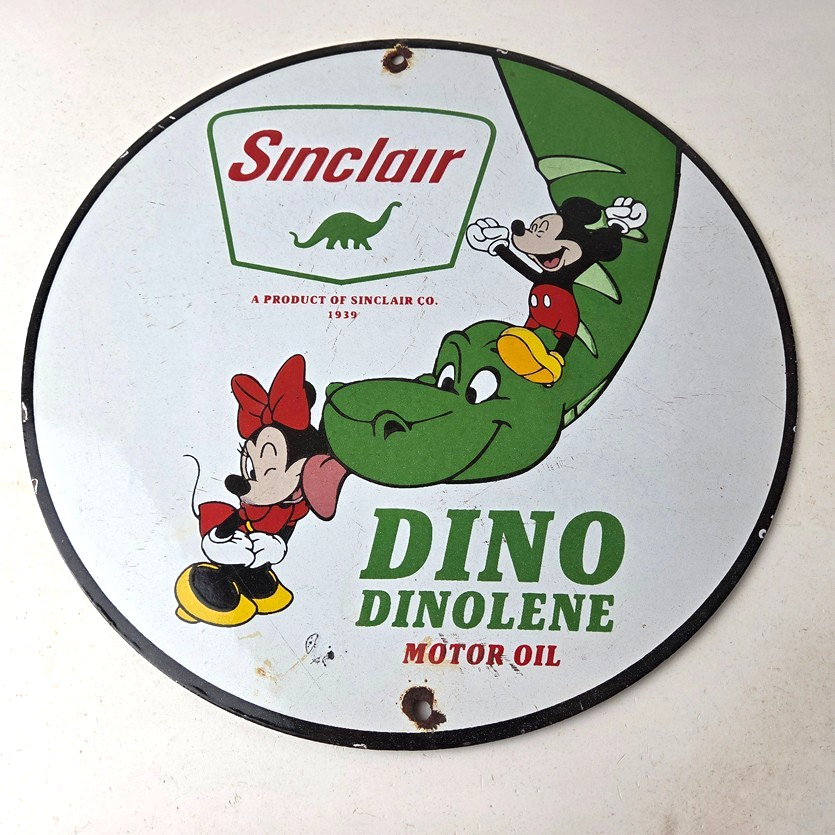 Sinclair
A PRODUCT OF SINCLAIR CO.
1939
DINO
DINOLENE
MOTOR OIL